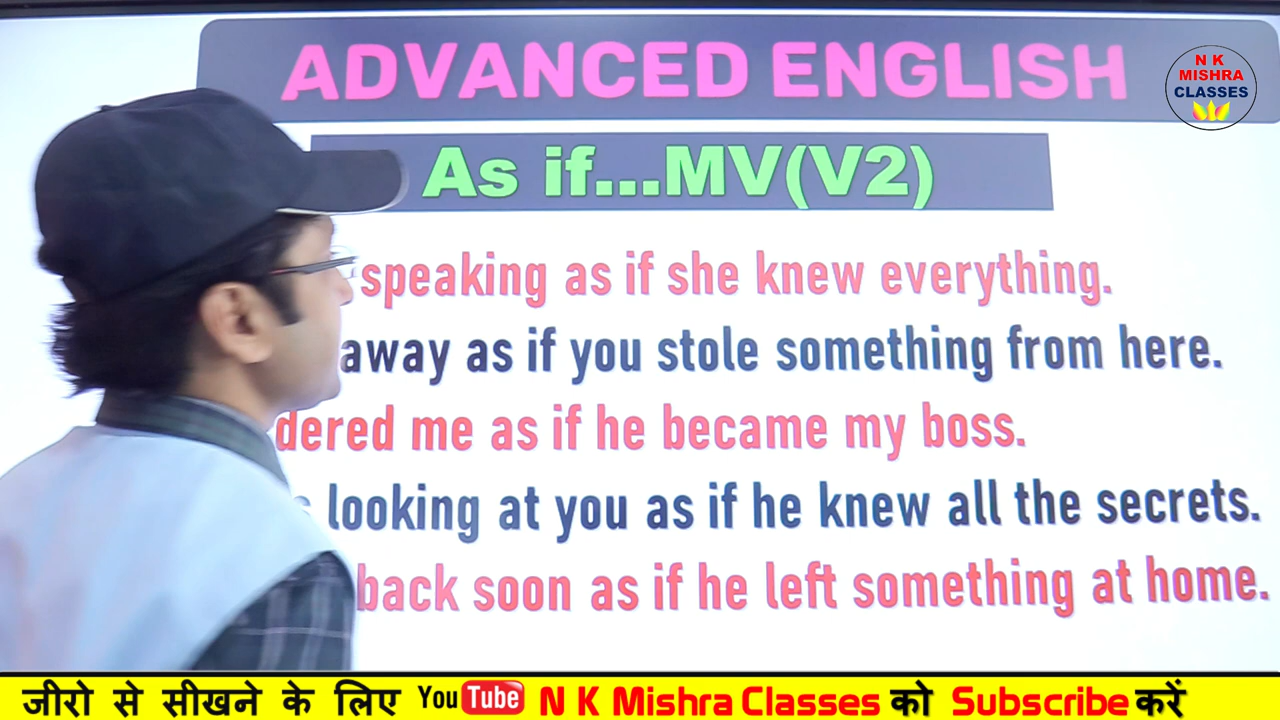 ADVANCED ENGLISH
N K
MISHRA
CLASSES
As if...MV(V2)
speaking as if she knew everything.
away as if you stole something from here.
dered me as if he became my boss.
looking at you as if he knew all the secrets.
back soon as if he left something at home.
जीरो से सीखने के लिए YouTube N K Mishra Classes को Subscribe करें